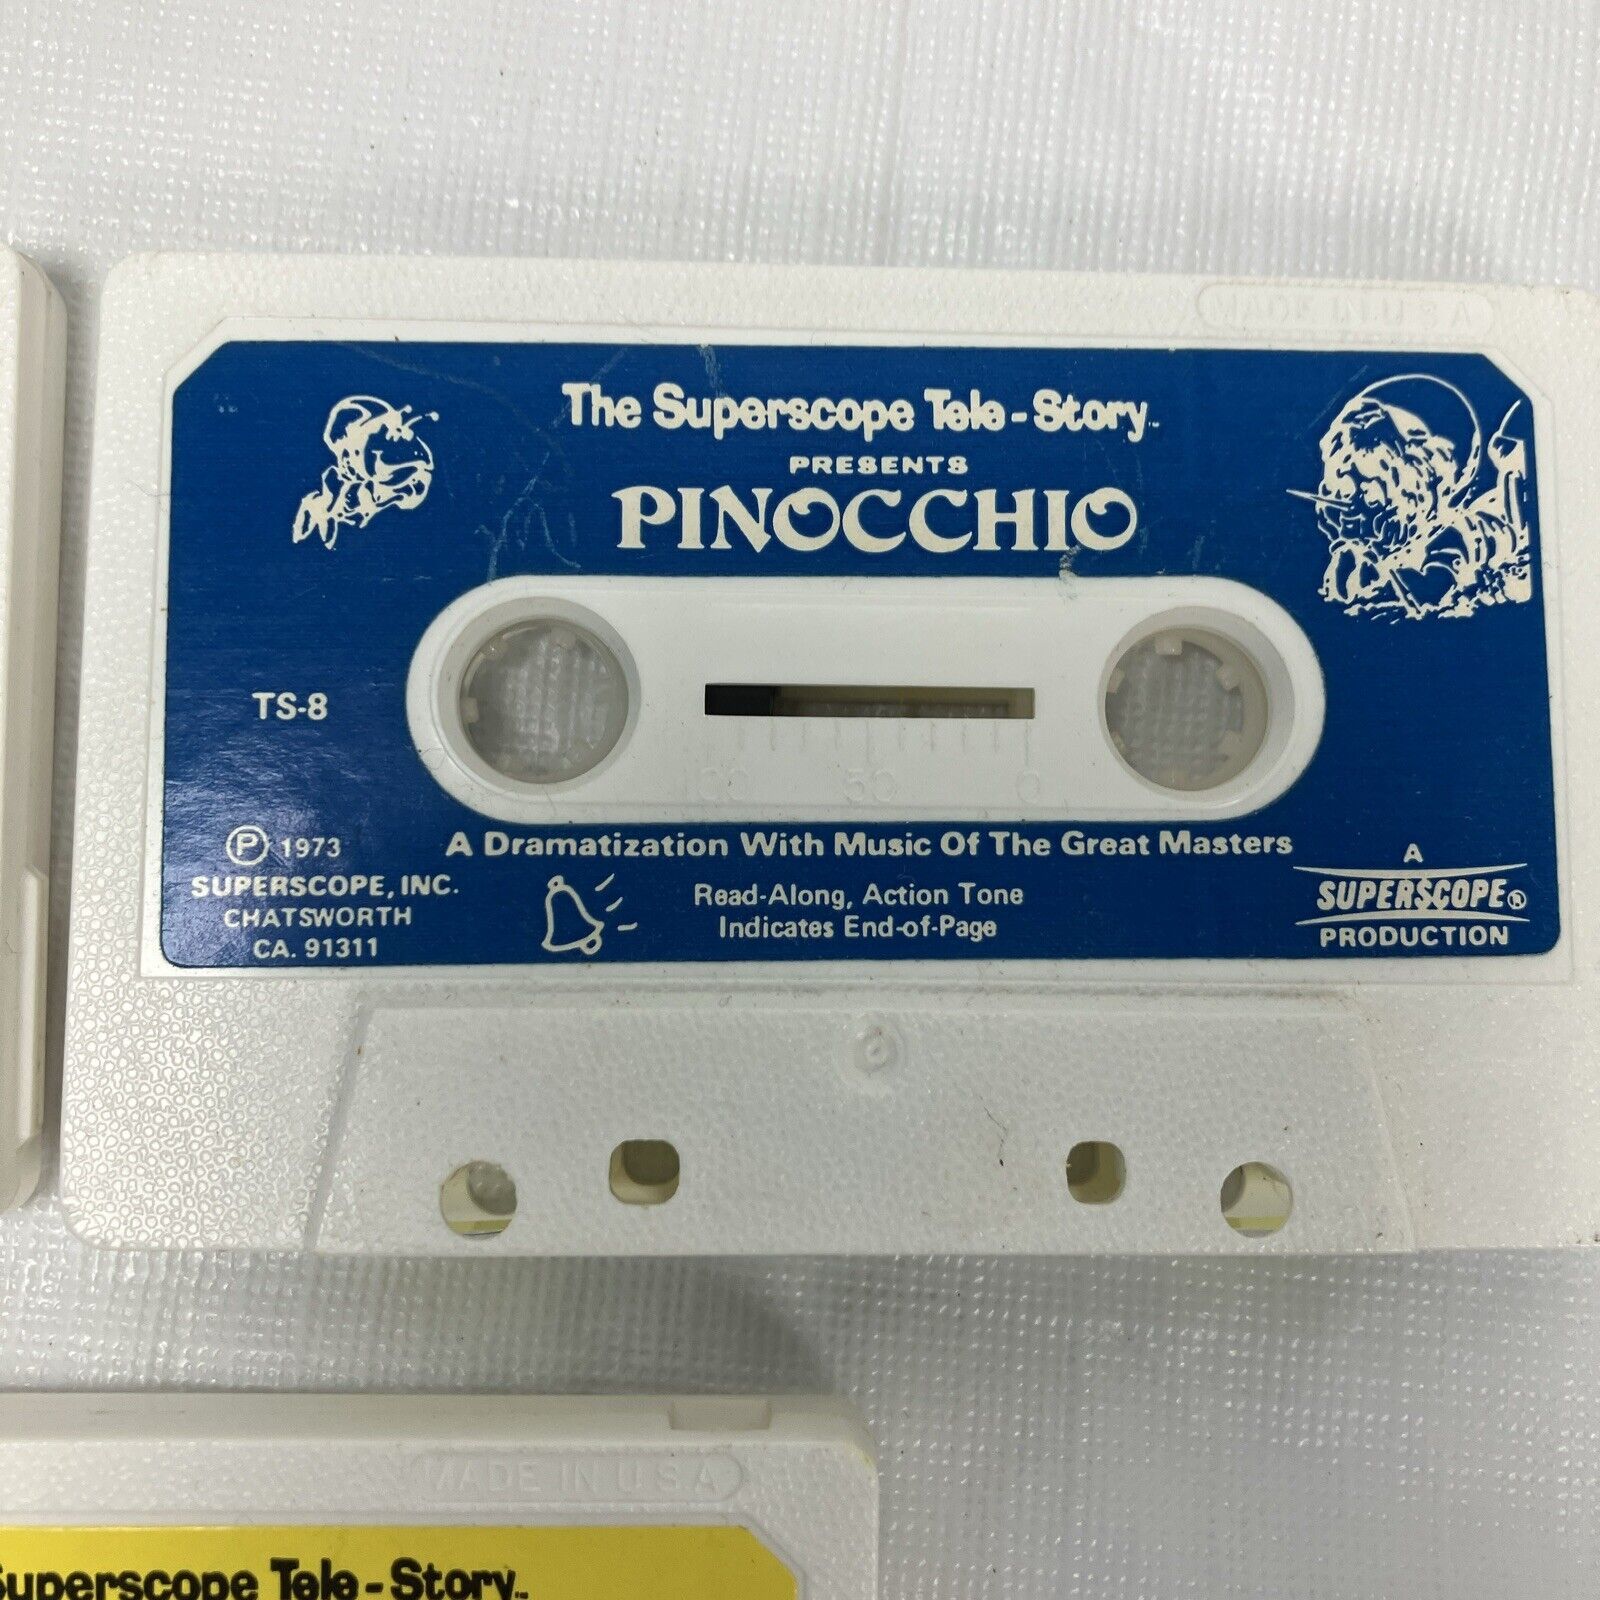 MADE IN U S A
The Superscope Tele-Story™
PRESENTS
PINOCCHIO
TS-8
100 50 0
Ⓟ 1973
SUPERSCOPE, INC.
CHATSWORTH
CA. 91311
A Dramatization With Music Of The Great Masters
Read-Along, Action Tone
Indicates End-of-Page
A
SUPERSCOPE®
PRODUCTION
MADE IN U.S.A
Superscope Tele-Story™